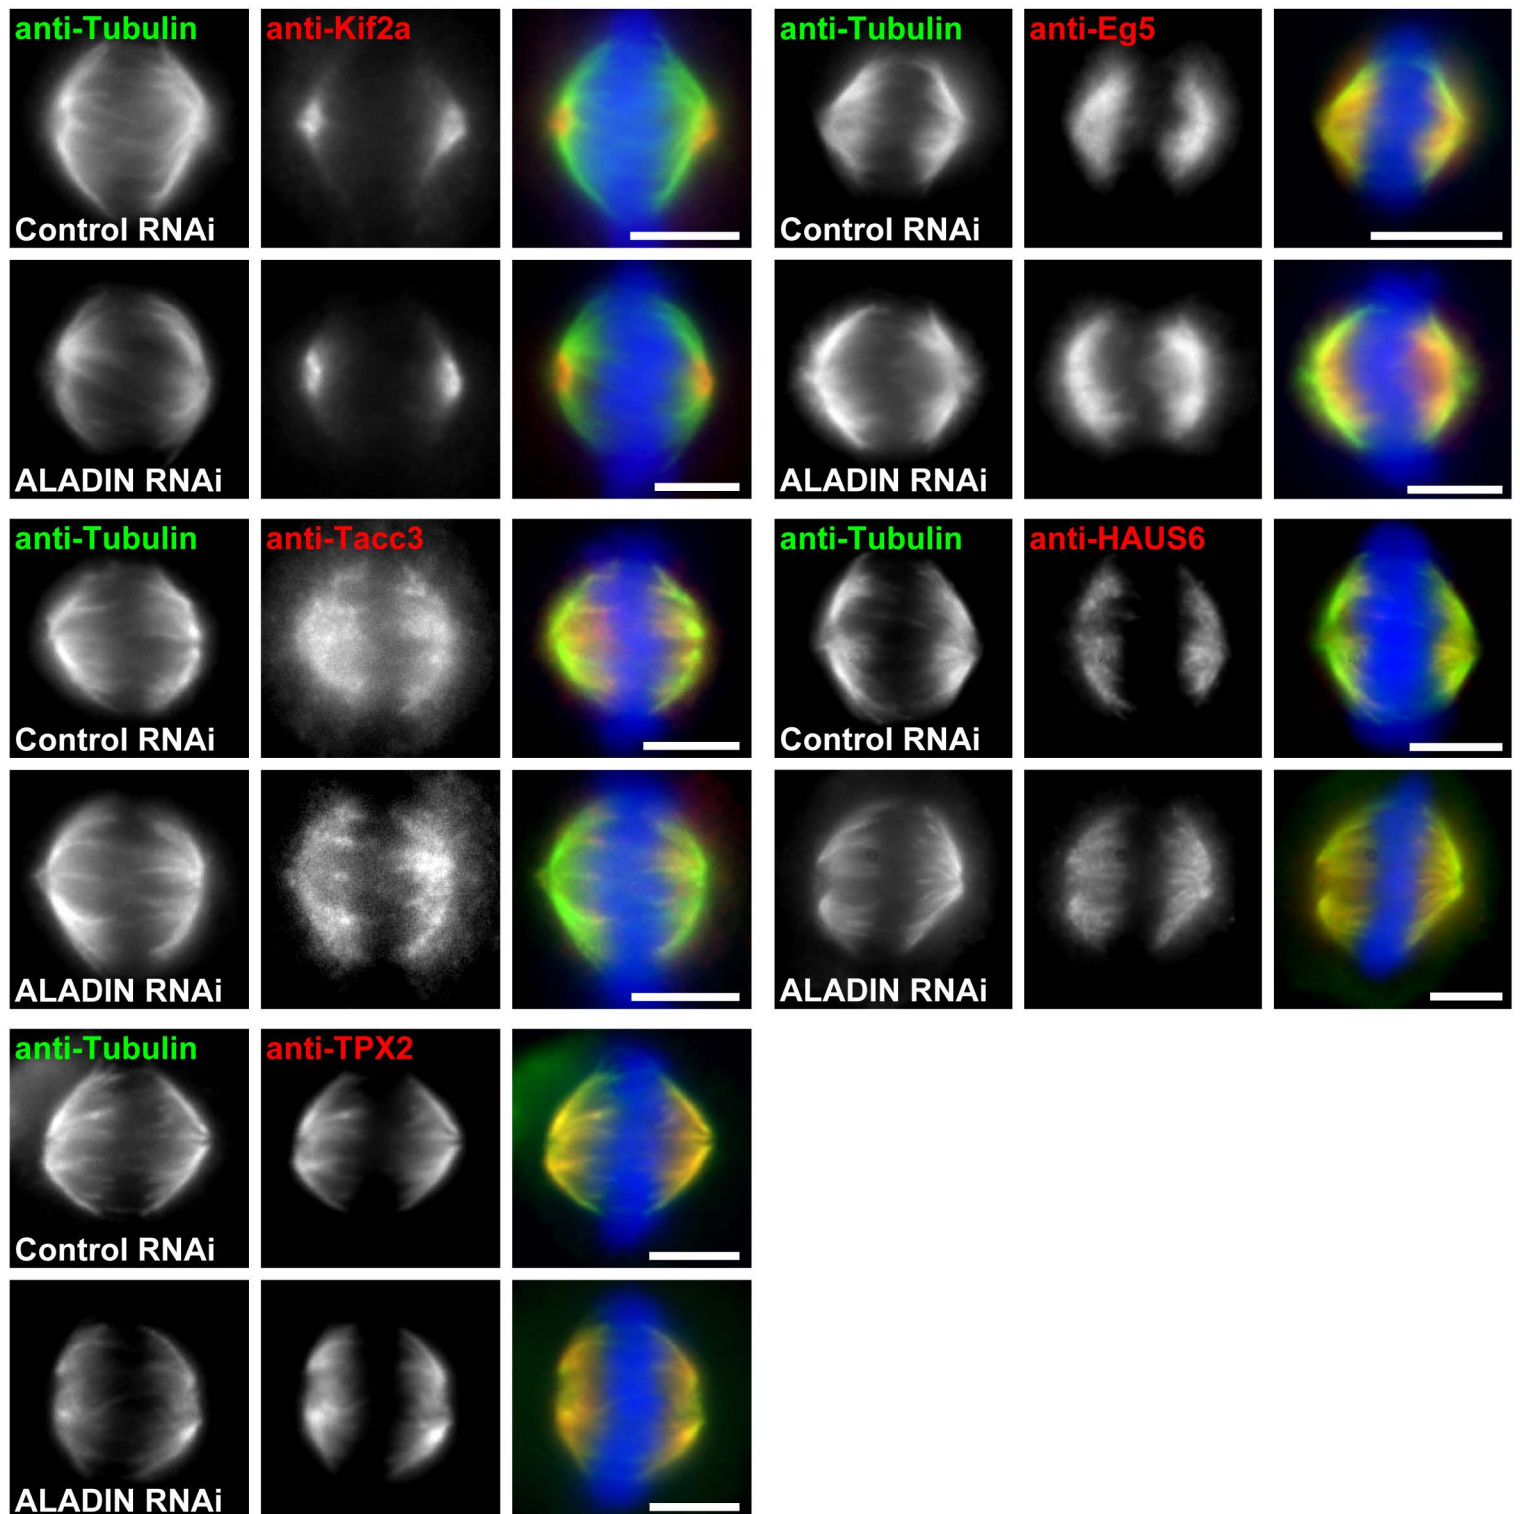 anti-Tubulin anti-Kif2a anti-Tubulin anti-Eg5
Control RNAi Control RNAi
ALADIN RNAi ALADIN RNAi
anti-Tubulin anti-Tacc3 anti-Tubulin anti-HAUS6
Control RNAi Control RNAi
ALADIN RNAi ALADIN RNAi
anti-Tubulin anti-TPX2
Control RNAi
ALADIN RNAi